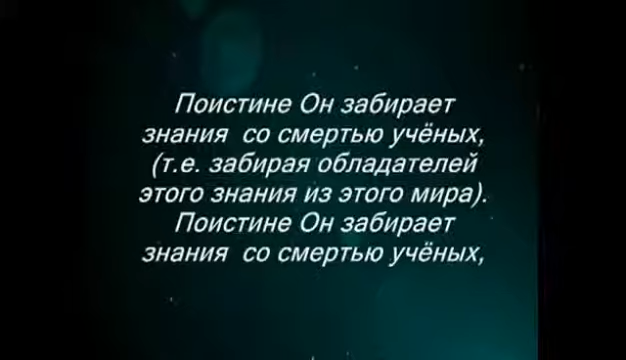 Поистине Он забирает
знания со смертью учёных,
(т.е. забирая обладателей
этого знания из этого мира).
Поистине Он забирает
знания со смертью учёных,